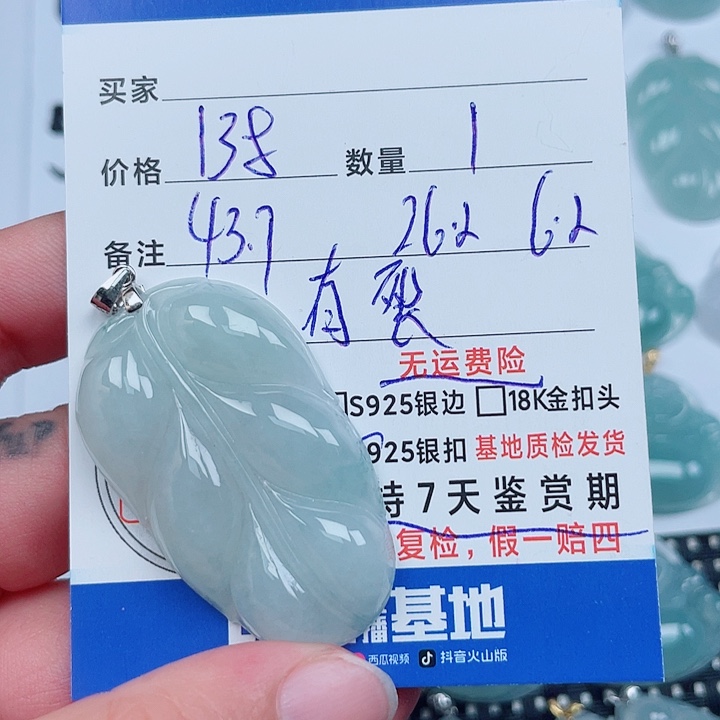 买家
价格 138 数量 1
备注 43.7 26.2 6.2
有裂
无运费险
S925银边 18K金扣头
925银扣 基地质检发货
持7天鉴赏期
复检，假一赔四
播基地
西瓜视频 抖音火山版